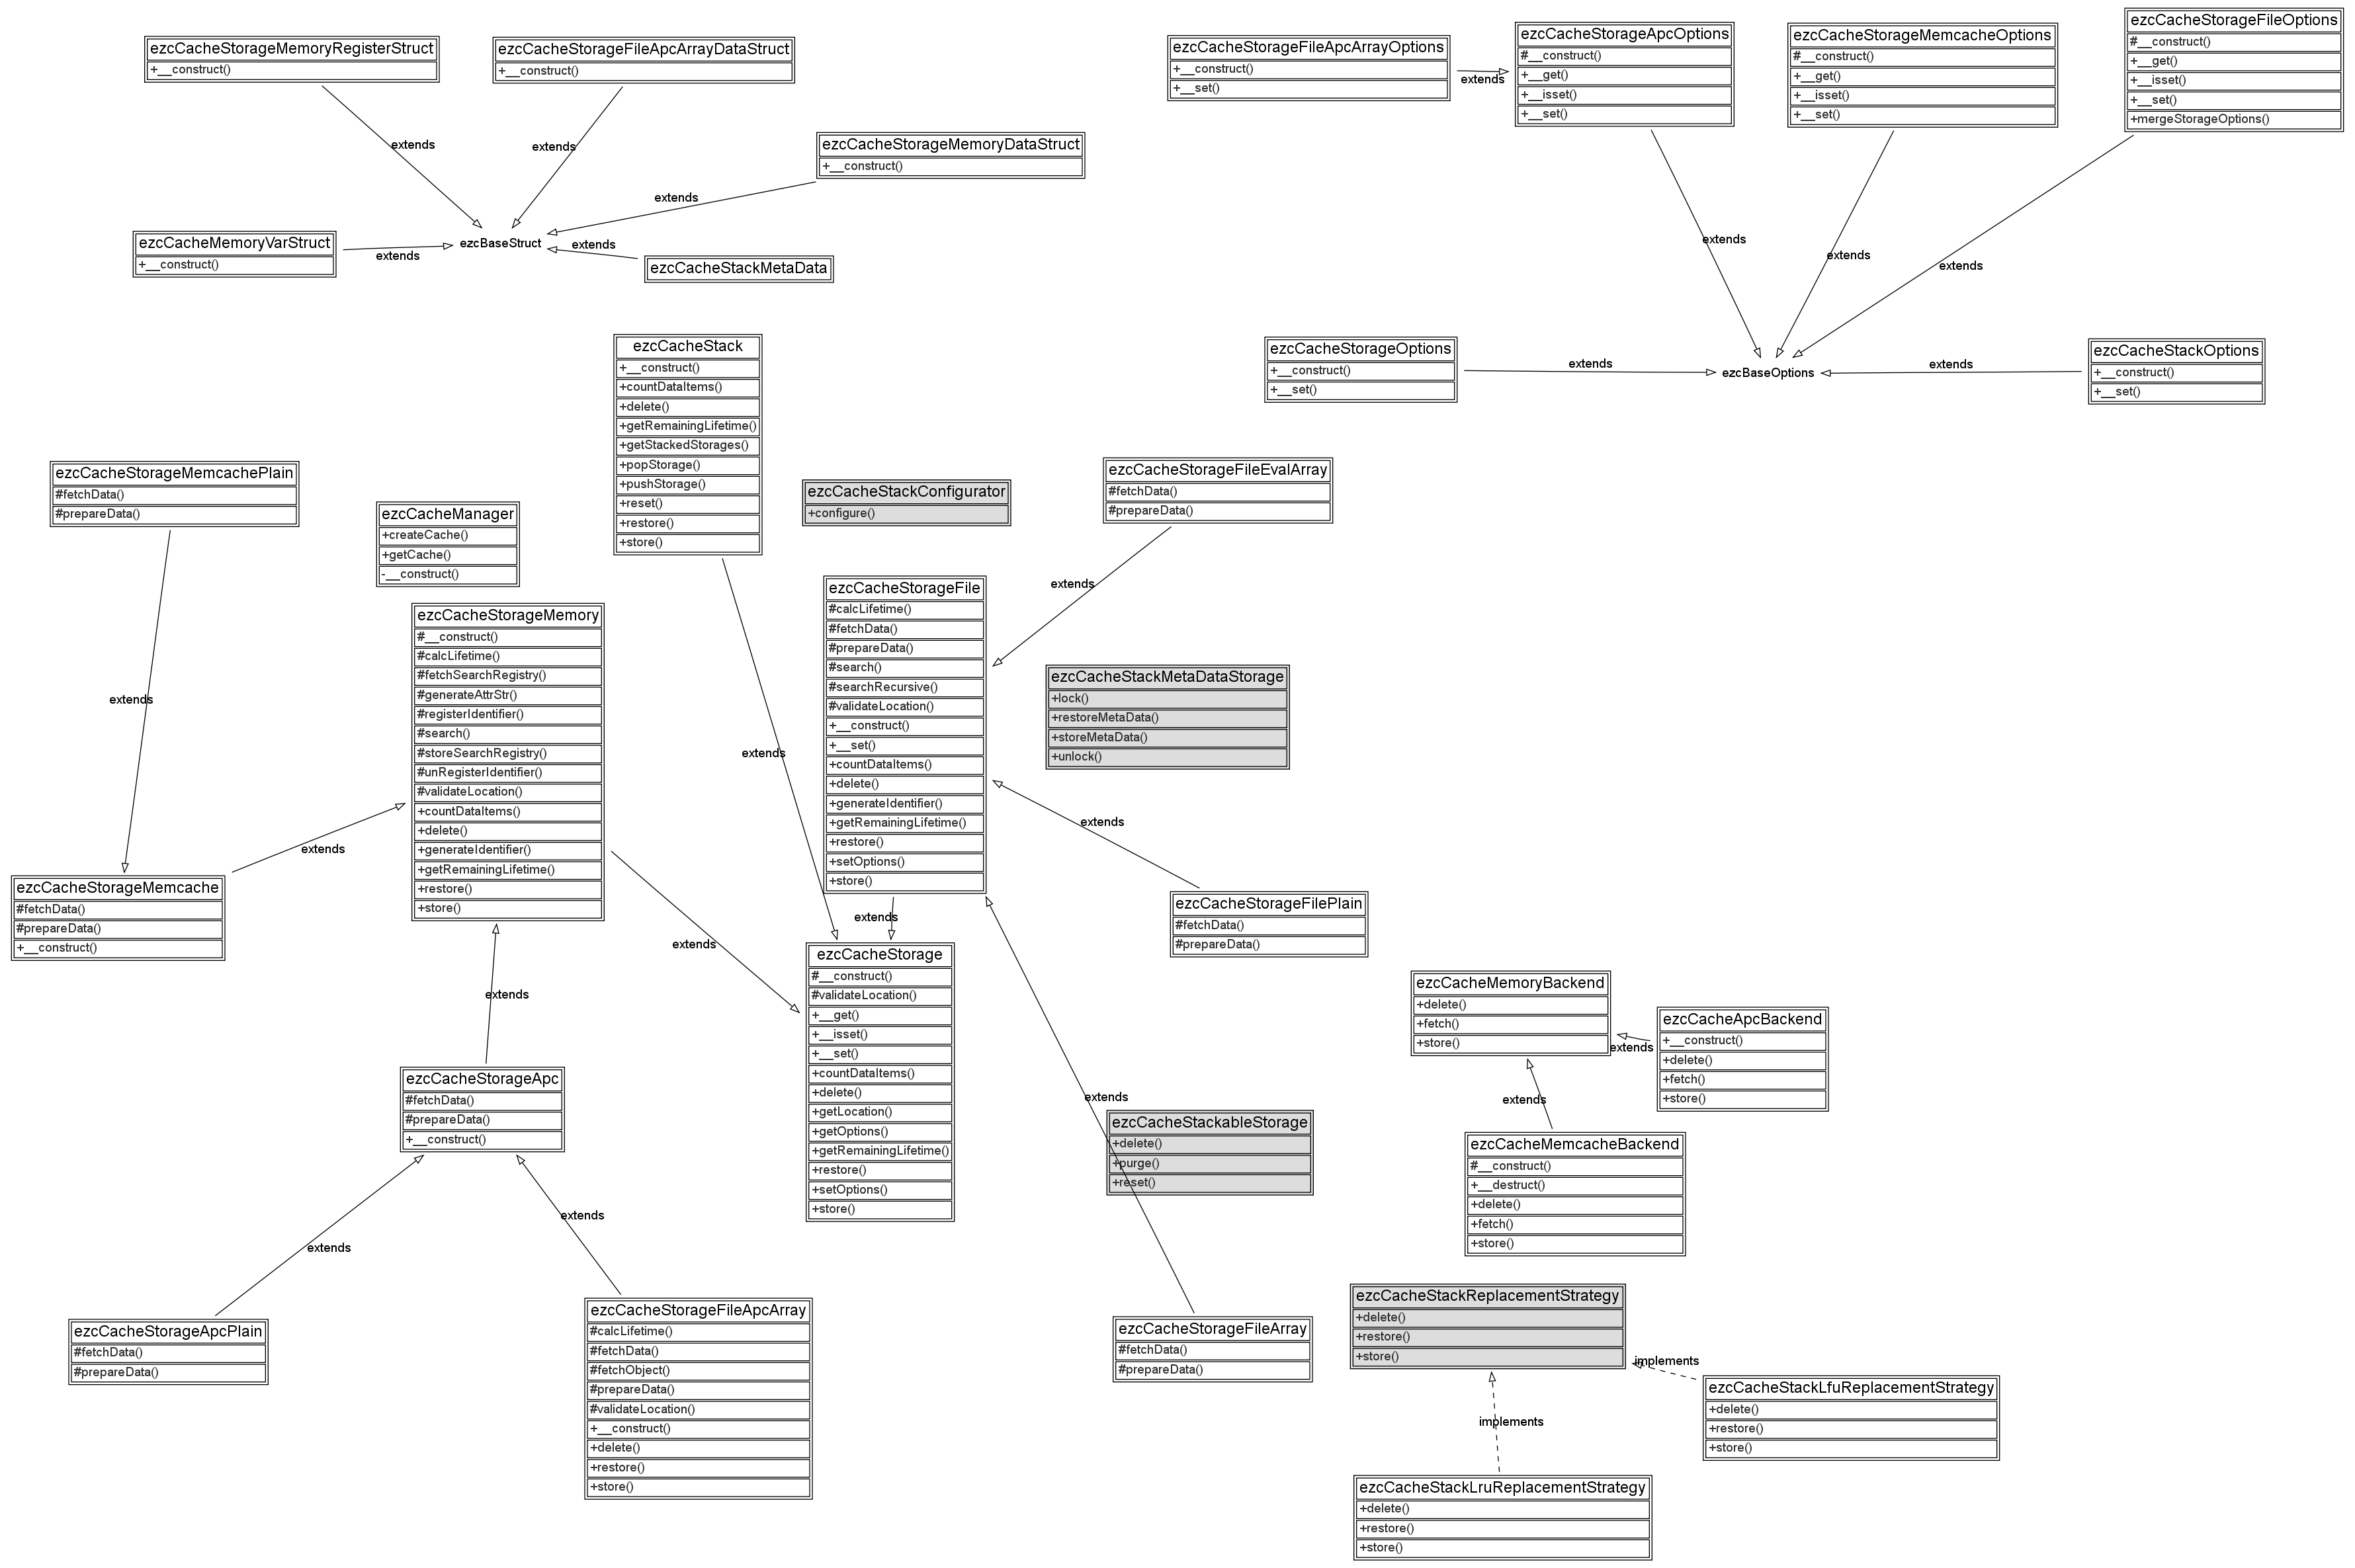 ezcCacheStorageMemoryRegisterStruct
+__construct()
ezcCacheStorageFileApcArrayDataStruct
+__construct()
ezcCacheStorageMemoryDataStruct
+__construct()
extends
extends
extends
ezcCacheMemoryVarStruct
+__construct()
extends
ezcBaseStruct
extends
ezcCacheStackMetaData
ezcCacheStorageFileApcArrayOptions
+__construct()
+__set()
extends
ezcCacheStorageApcOptions
#__construct()
+__get()
+__isset()
+__set()
ezcCacheStorageMemcacheOptions
#__construct()
+__get()
+__isset()
+__set()
ezcCacheStorageFileOptions
#__construct()
+__get()
+__isset()
+__set()
+mergeStorageOptions()
extends
extends
extends
ezcCacheStorageOptions
+__construct()
+__set()
extends
ezcBaseOptions
extends
ezcCacheStackOptions
+__construct()
+__set()
ezcCacheStack
+__construct()
+countDataItems()
+delete()
+getRemainingLifetime()
+getStackedStorages()
+popStorage()
+pushStorage()
+reset()
+restore()
+store()
ezcCacheStorageMemcachePlain
#fetchData()
#prepareData()
ezcCacheManager
+createCache()
+getCache()
-__construct()
ezcCacheStackConfigurator
+configure()
ezcCacheStorageFileEvalArray
#fetchData()
#prepareData()
extends
ezcCacheStorageMemory
#__construct()
#calcLifetime()
#fetchSearchRegistry()
#generateAttrStr()
#registerIdentifier()
#search()
#storeSearchRegistry()
#unRegisterIdentifier()
#validateLocation()
+countDataItems()
+delete()
+generateIdentifier()
+getRemainingLifetime()
+restore()
+store()
ezcCacheStorageFile
#calcLifetime()
#fetchData()
#prepareData()
#search()
#searchRecursive()
#validateLocation()
+__construct()
+__set()
+countDataItems()
+delete()
+generateIdentifier()
+getRemainingLifetime()
+restore()
+setOptions()
+store()
ezcCacheStackMetaDataStorage
+lock()
+restoreMetaData()
+storeMetaData()
+unlock()
extends
extends
extends
extends
ezcCacheStorageMemcache
#fetchData()
#prepareData()
+__construct()
ezcCacheStorageFilePlain
#fetchData()
#prepareData()
extends
extends
extends
ezcCacheStorage
#__construct()
#validateLocation()
+__get()
+__isset()
+__set()
+countDataItems()
+delete()
+getLocation()
+getOptions()
+getRemainingLifetime()
+restore()
+setOptions()
+store()
ezcCacheMemoryBackend
+delete()
+fetch()
+store()
extends
ezcCacheApcBackend
+__construct()
+delete()
+fetch()
+store()
ezcCacheStorageApc
#fetchData()
#prepareData()
+__construct()
extends
ezcCacheStackableStorage
+delete()
+purge()
+reset()
extends
ezcCacheMemcacheBackend
#__construct()
+__destruct()
+delete()
+fetch()
+store()
extends
extends
ezcCacheStorageApcPlain
#fetchData()
#prepareData()
ezcCacheStorageFileApcArray
#calcLifetime()
#fetchData()
#fetchObject()
#prepareData()
#validateLocation()
+__construct()
+delete()
+restore()
+store()
ezcCacheStorageFileArray
#fetchData()
#prepareData()
ezcCacheStackReplacementStrategy
+delete()
+restore()
+store()
implements
ezcCacheStackLfuReplacementStrategy
+delete()
+restore()
+store()
implements
ezcCacheStackLruReplacementStrategy
+delete()
+restore()
+store()